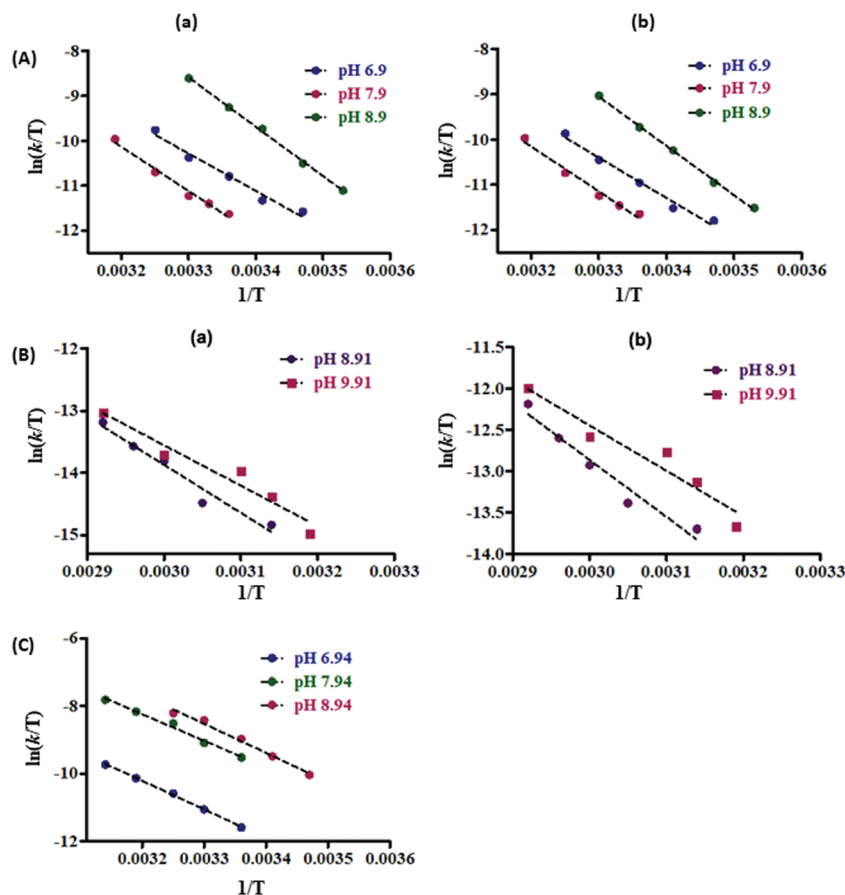 (a)
(b)
(A)
-8
-9
-10
-11
-12
ln(k/T)
pH 6.9
pH 7.9
pH 8.9
0.0032 0.0033 0.0034 0.0035 0.0036
1/T
-8
-9
-10
-11
-12
ln(k/T)
pH 6.9
pH 7.9
pH 8.9
0.0032 0.0033 0.0034 0.0035 0.0036
1/T
(B)
(a)
-12
-13
-14
-15
ln(k/T)
pH 8.91
pH 9.91
0.0029 0.0030 0.0031 0.0032 0.0033
1/T
(b)
-11.5
-12.0
-12.5
-13.0
-13.5
-14.0
ln(k/T)
pH 8.91
pH 9.91
0.0029 0.0030 0.0031 0.0032 0.0033
1/T
(C)
-6
-8
-10
-12
ln(k/T)
pH 6.94
pH 7.94
pH 8.94
0.0032 0.0033 0.0034 0.0035 0.0036
1/T